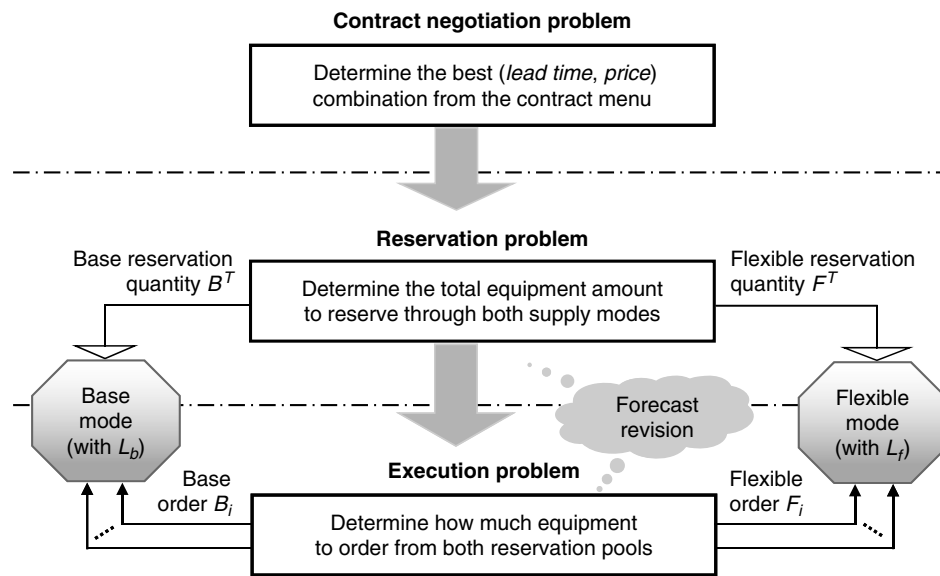 Contract negotiation problem
Determine the best (lead time, price)
combination from the contract menu
Reservation problem
Base reservation
quantity B^T
Flexible reservation
quantity F^T
Determine the total equipment amount
to reserve through both supply modes
Base
mode
(with L_b)
Forecast
revision
Flexible
mode
(with L_f)
Execution problem
Base
order B_i
Flexible
order F_i
Determine how much equipment
to order from both reservation pools